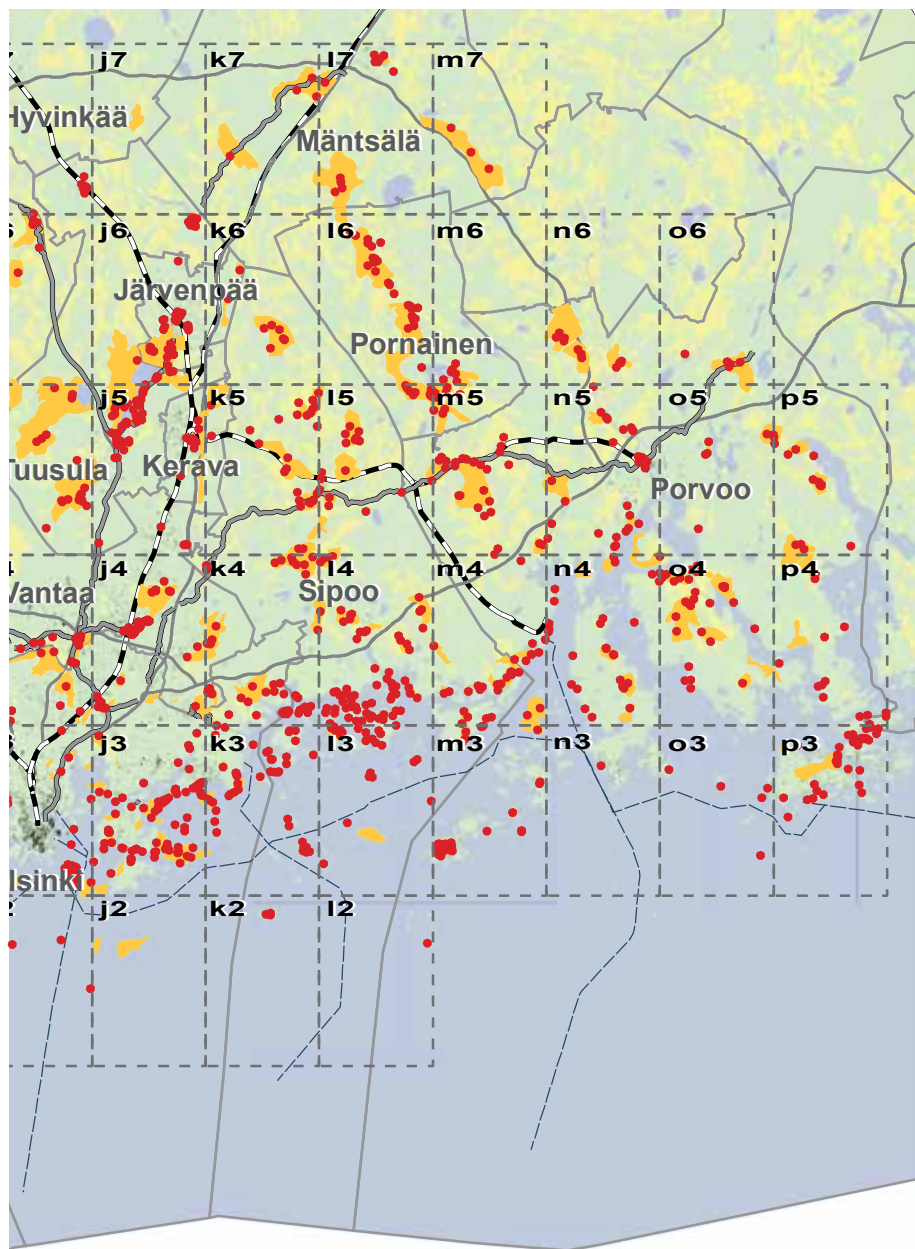 j7 k7 l7 m7
Hyvinkää
Mäntsälä
j6 k6 l6 m6 n6 o6
Järvenpää
Pornainen
j5 k5 l5 m5 n5 o5 p5
Tuusula
Kerava
Porvoo
j4 k4 l4 m4 n4 o4 p4
Vantaa
Sipoo
j3 k3 l3 m3 n3 o3 p3
lsinki
j2 k2 l2